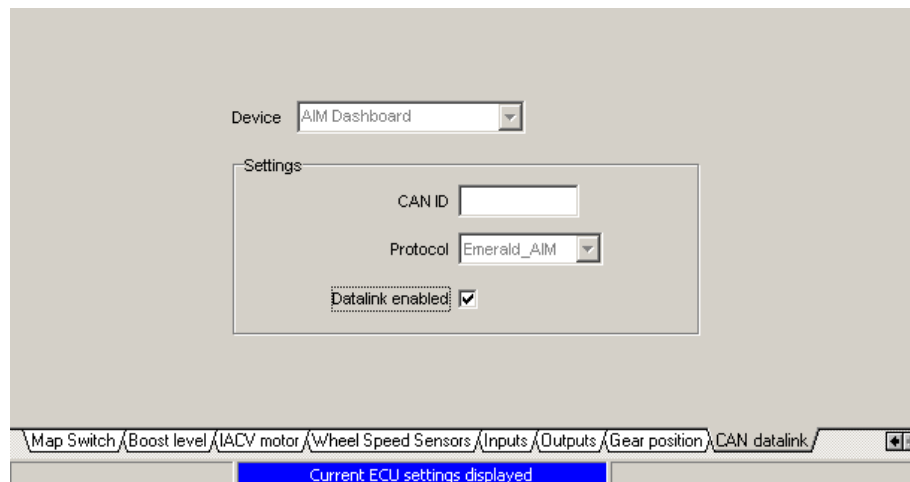 Device AIM Dashboard
Settings
CAN ID
Protocol Emerald_AIM
Datalink enabled
Map Switch Boost level IACV motor Wheel Speed Sensors Inputs Outputs Gear position CAN datalink
Current ECU settings displayed